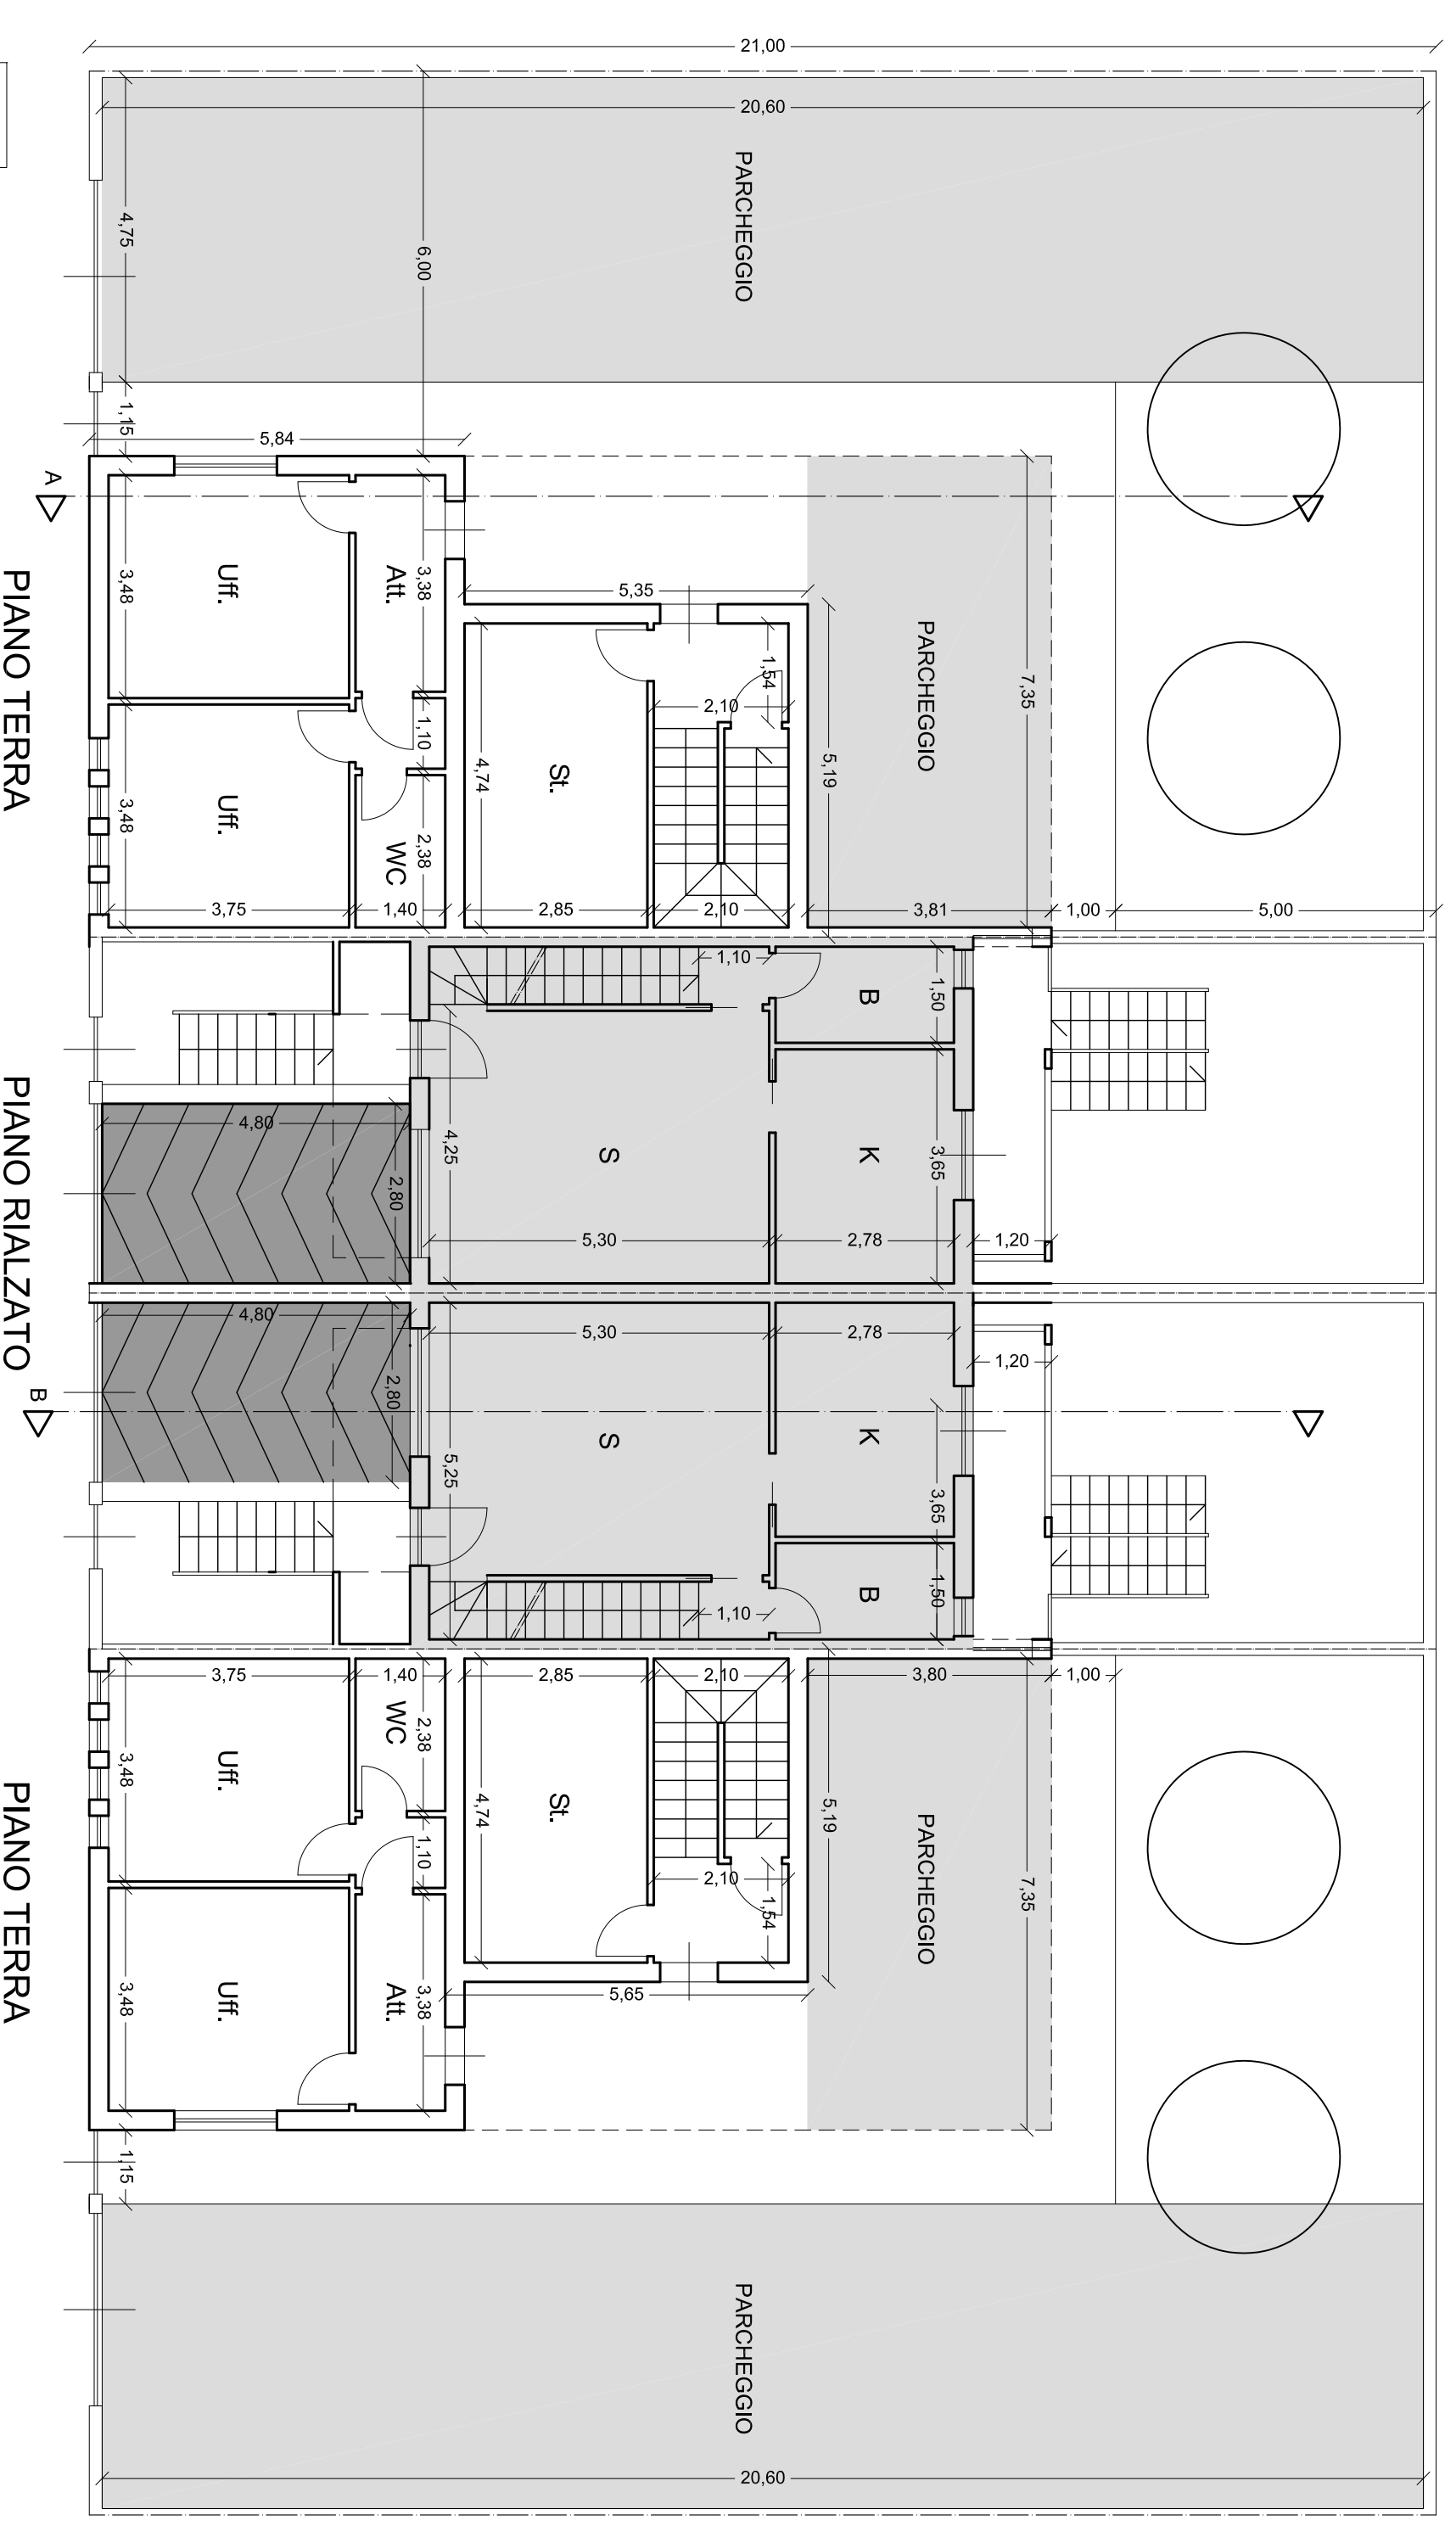 21,00
20,60
PARCHEGGIO
4,75
6,00
1,15
5,84
A
3,48
Uff.
Att.
3,38
5,35
1,54
2,10
PARCHEGGIO
7,35
5,19
St.
4,74
1,10
3,48
Uff.
WC
2,38
3,75
1,40
2,85
2,10
3,81
1,00
5,00
PIANO TERRA
1,10
B
1,50
4,80
2,80
4,25
S
K
3,65
5,30
2,78
1,20
PIANO RIALZATO
4,80
2,80
5,30
2,78
1,20
B
S
K
5,25
3,65
B
1,50
1,10
3,75
1,40
2,85
2,10
3,80
1,00
WC
2,38
3,48
Uff.
1,10
4,74
St.
5,19
PARCHEGGIO
7,35
2,10
1,54
3,48
Uff.
Att.
3,38
5,65
PIANO TERRA
1,15
PARCHEGGIO
20,60